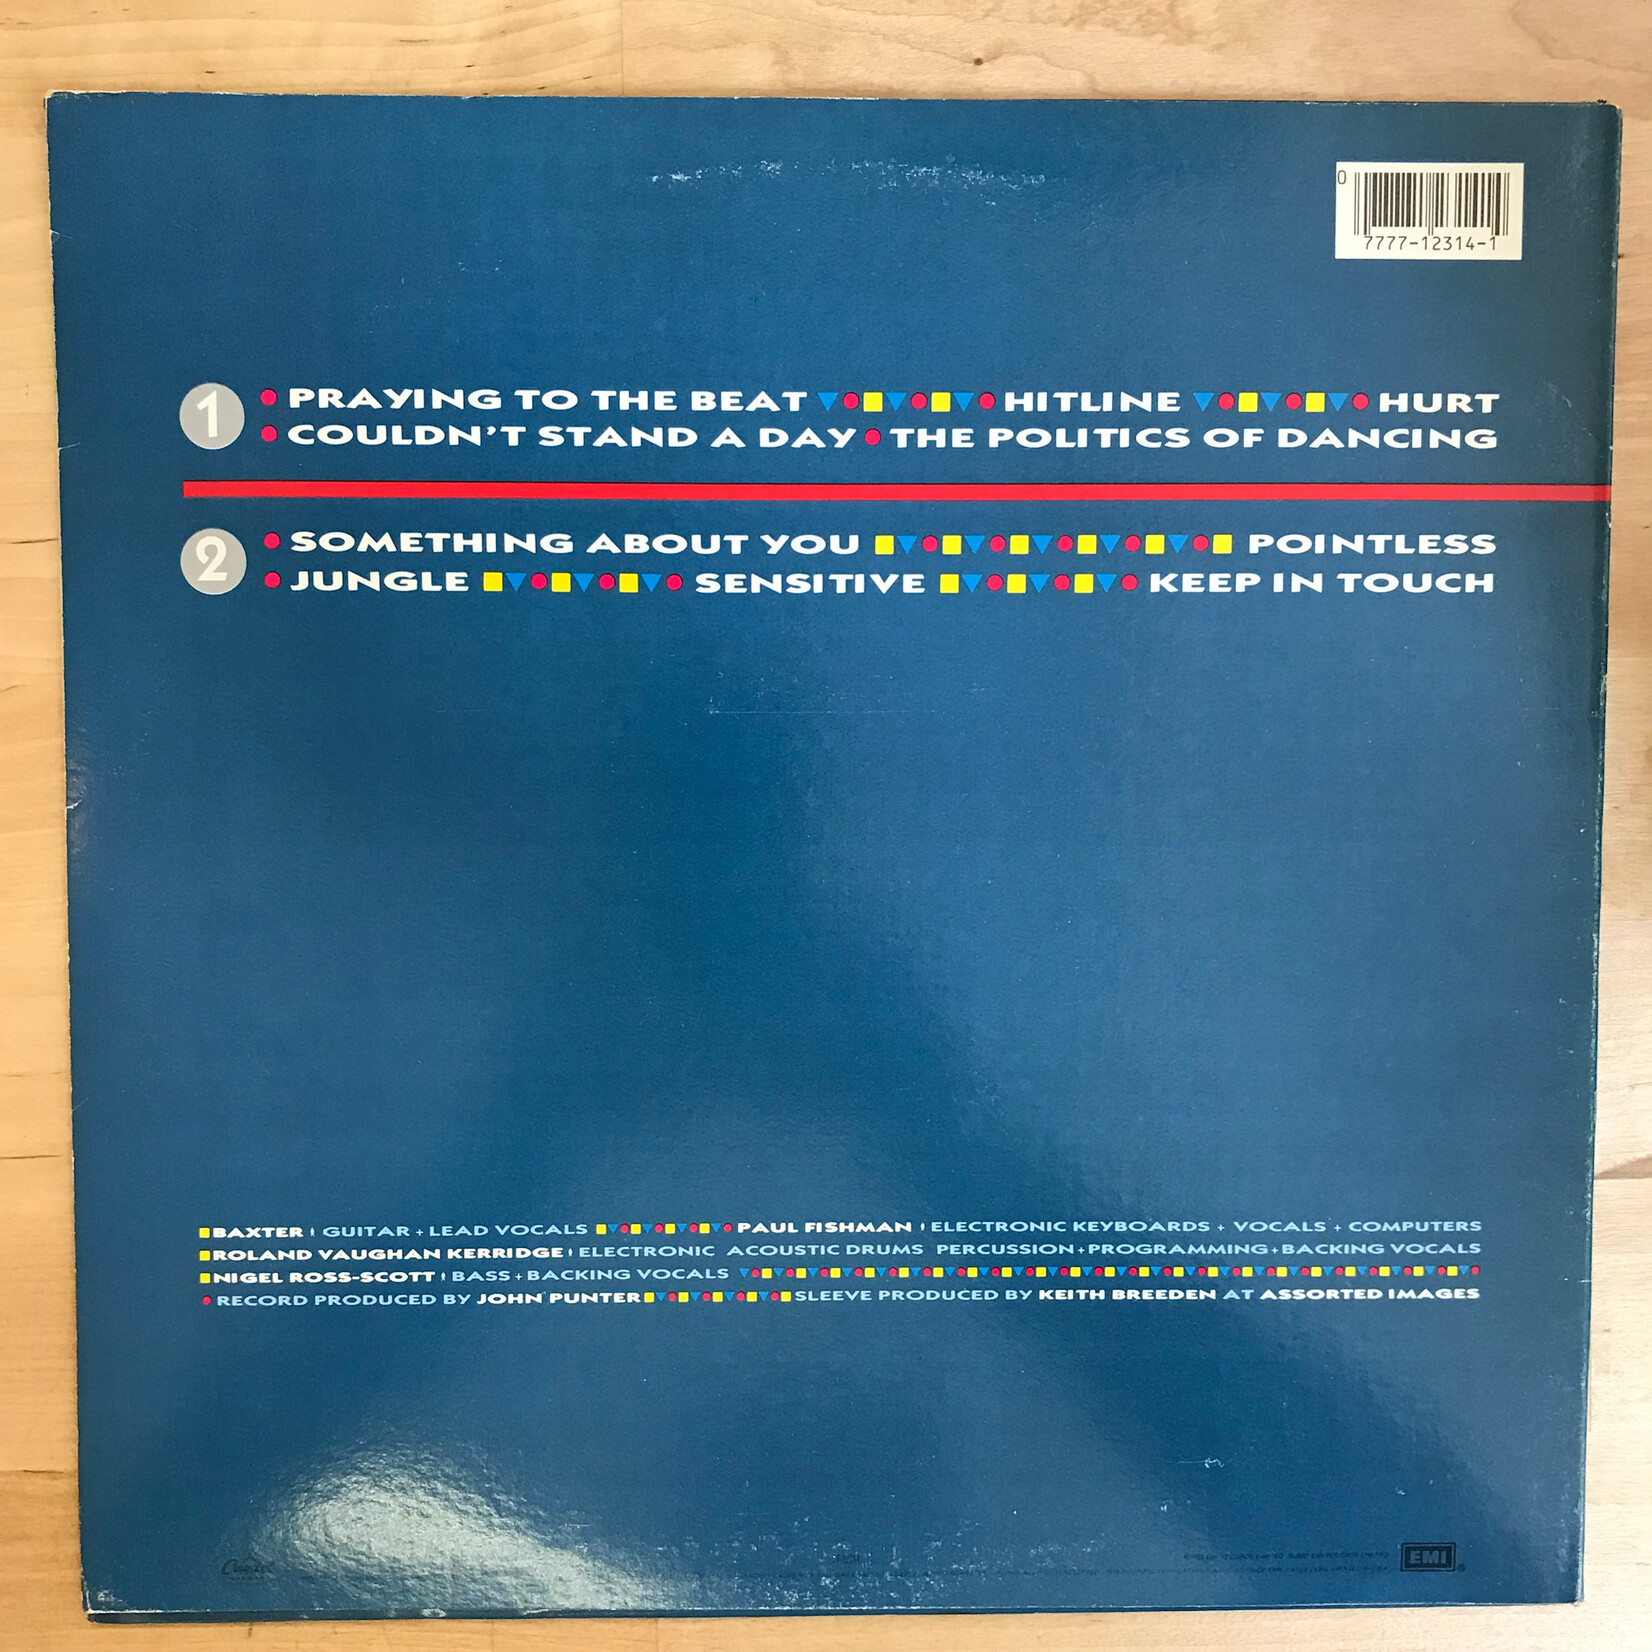 0
7777-12314-1
1 PRAYING TO THE BEAT HITLINE HURT
COULDN'T STAND A DAY THE POLITICS OF DANCING
2 SOMETHING ABOUT YOU POINTLESS
JUNGLE SENSITIVE KEEP IN TOUCH
BAXTER GUITAR + LEAD VOCALS PAUL FISHMAN ELECTRONIC KEYBOARDS + VOCALS + COMPUTERS
ROLAND VAUGHAN KERRIDGE ELECTRONIC ACOUSTIC DRUMS PERCUSSION + PROGRAMMING + BACKING VOCALS
NIGEL ROSS-SCOTT BASS + BACKING VOCALS
RECORD PRODUCED BY JOHN PUNTER SLEEVE PRODUCED BY KEITH BREEDEN AT ASSORTED IMAGES
Capitol
EMI